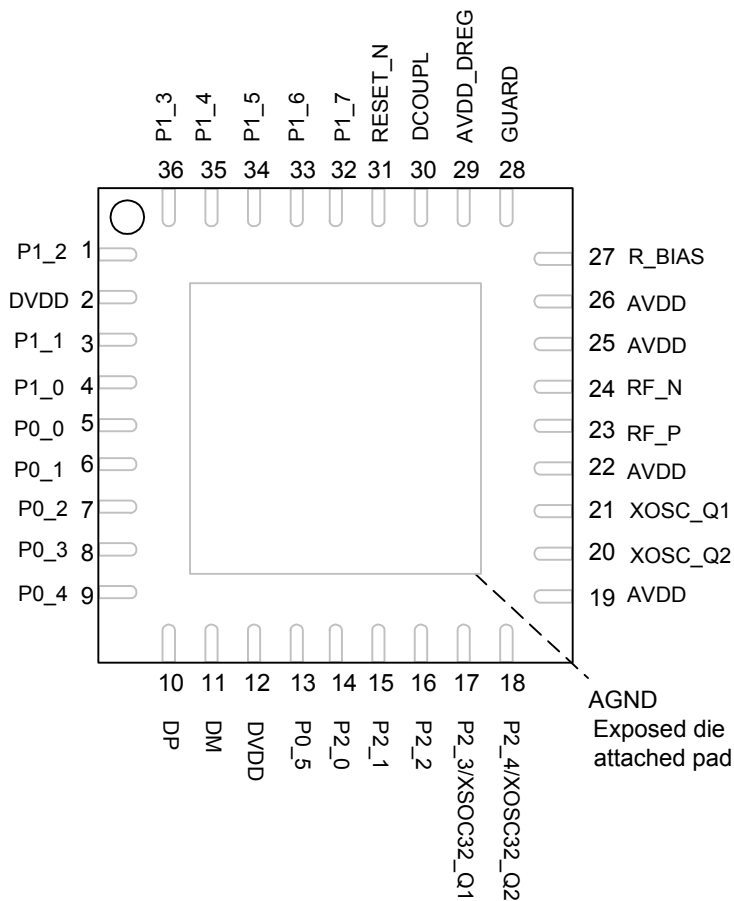 P1_3
P1_4
P1_5
P1_6
P1_7
RESET_N
DCOUPL
AVDD_DREG
GUARD
36 35 34 33 32 31 30 29 28
P1_2 1
DVDD 2
P1_1 3
P1_0 4
P0_0 5
P0_1 6
P0_2 7
P0_3 8
P0_4 9
27 R_BIAS
26 AVDD
25 AVDD
24 RF_N
23 RF_P
22 AVDD
21 XOSC_Q1
20 XOSC_Q2
19 AVDD
10 11 12 13 14 15 16 17 18
DP
DM
DVDD
P0_5
P2_0
P2_1
P2_2
P2_3/XSOC32_Q1
P2_4/XOSC32_Q2
AGND
Exposed die
attached pad